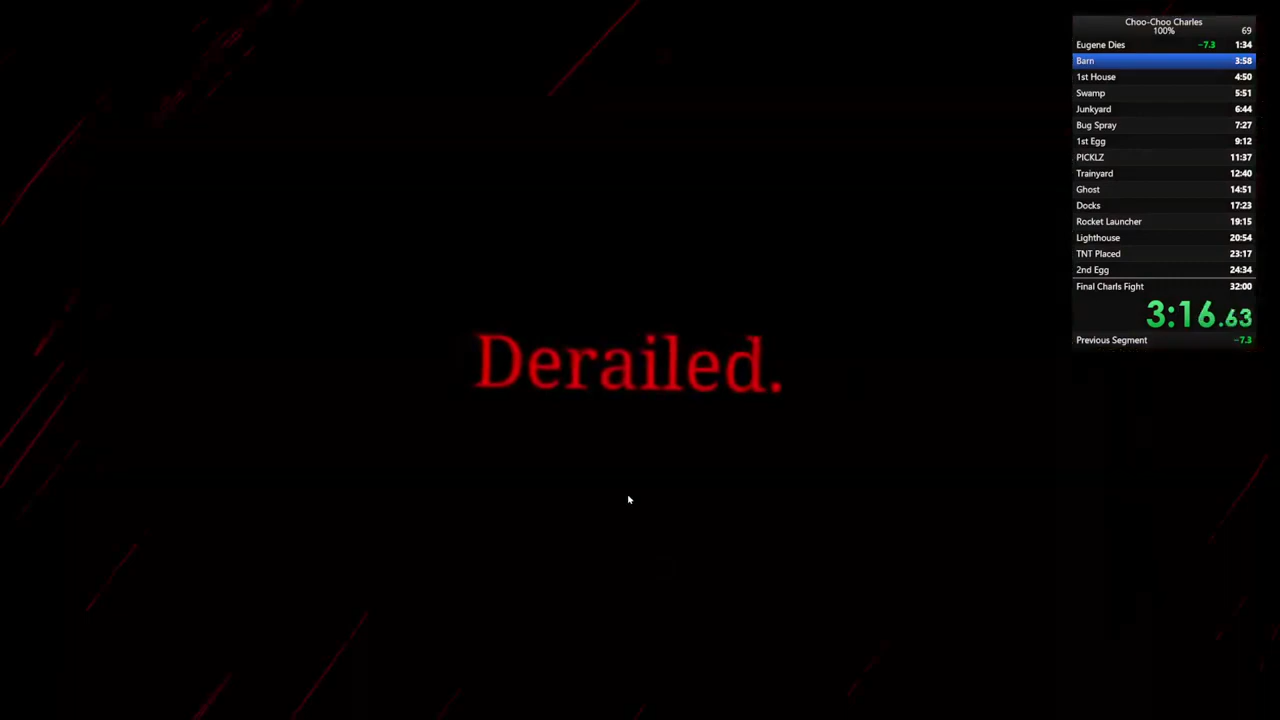 Choo-Choo Charles
100% 69
Eugene Dies −7.3 1:34
Barn 3:58
1st House 4:50
Swamp 5:51
Junkyard 6:44
Bug Spray 7:27
1st Egg 9:12
PICKLZ 11:37
Trainyard 12:40
Ghost 14:51
Docks 17:23
Rocket Launcher 19:15
Lighthouse 20:54
TNT Placed 23:17
2nd Egg 24:34
Final Charls Fight 32:00
3:16.63
Previous Segment −7.3
Derailed.